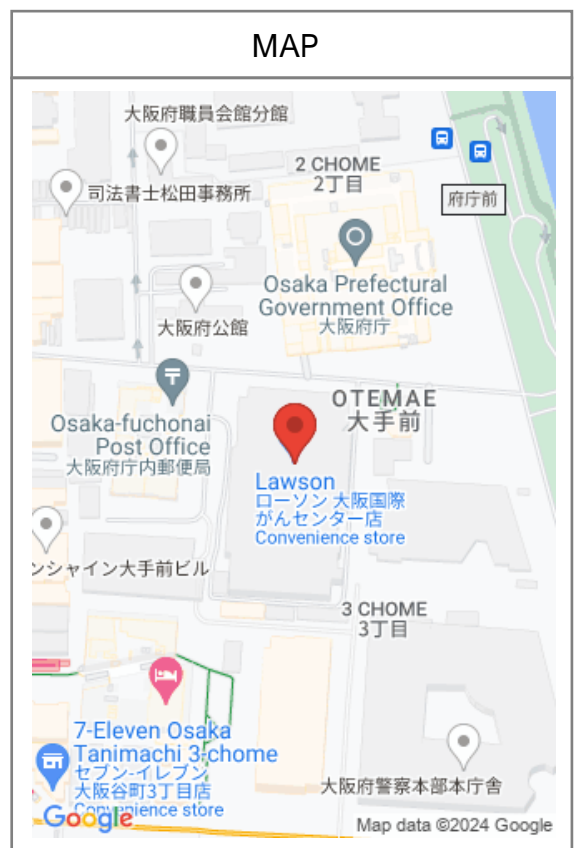 MAP
大阪府職員会館分館
2 CHOME
2丁目
司法書士松田事務所
府庁前
Osaka Prefectural
Government Office
大阪府庁
大阪府公館
OTEMAE
大手前
Osaka-fuchonai
Post Office
大阪府庁内郵便局
Lawson
ローソン 大阪国際
がんセンター店
Convenience store
ンシャイン大手前ビル
3 CHOME
3丁目
7-Eleven Osaka
Tanimachi 3-chome
セブン-イレブン
大阪谷町3丁目店
Convenience store
大阪府警察本部本庁舎
Google
Map data ©2024 Google